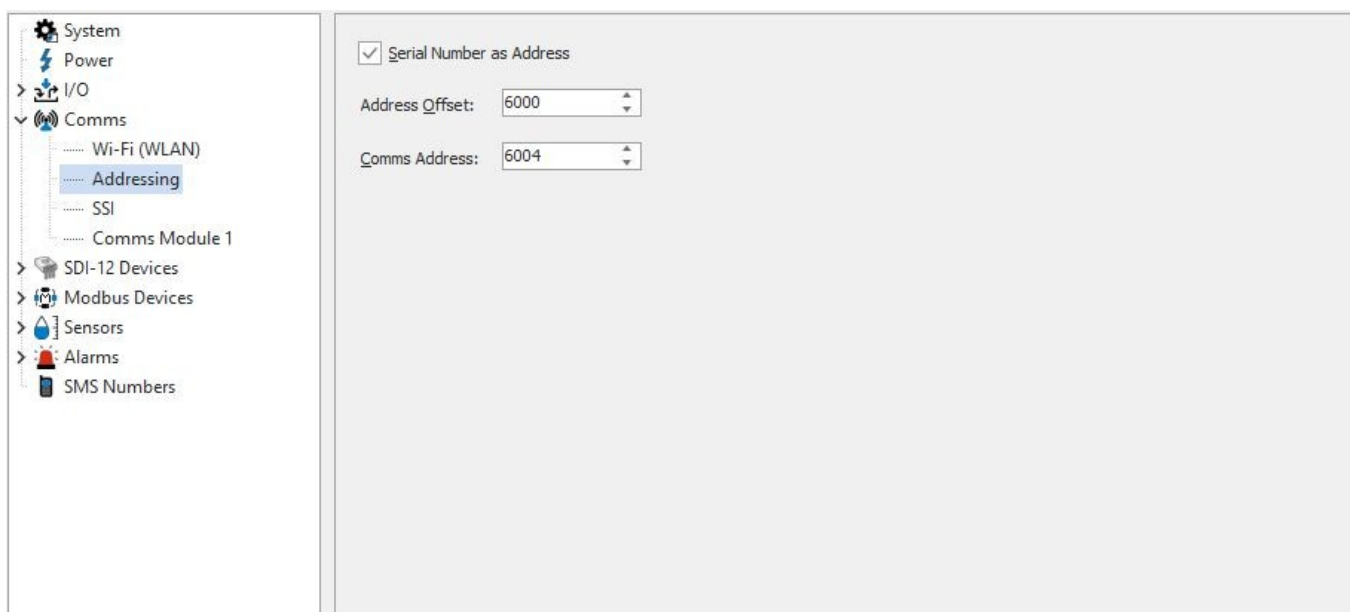 System
Power
I/O
Comms
Wi-Fi (WLAN)
Addressing
SSI
Comms Module 1
SDI-12 Devices
Modbus Devices
Sensors
Alarms
SMS Numbers
Serial Number as Address
Address Offset: 6000
Comms Address: 6004